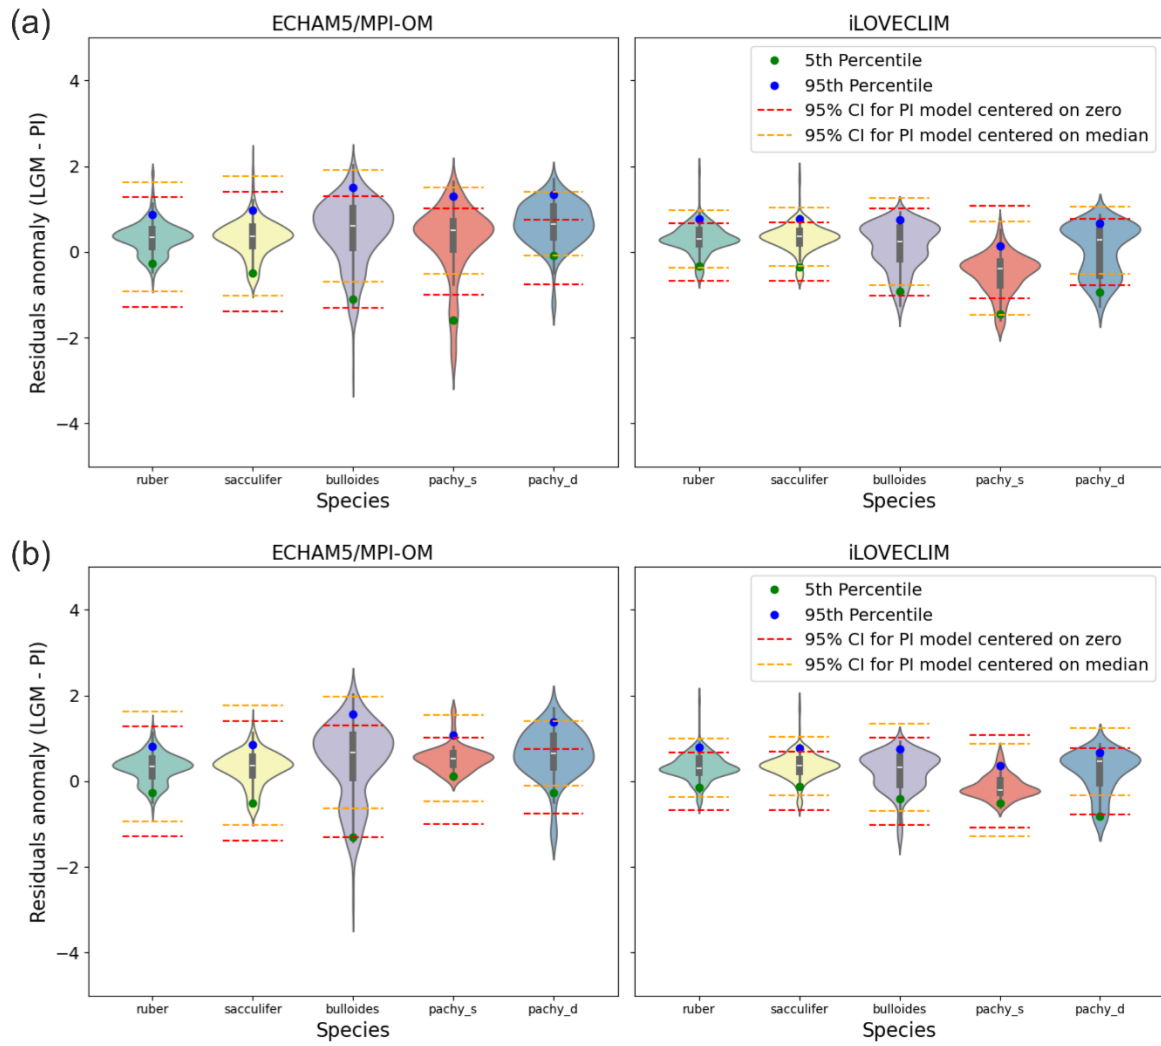 (a)
ECHAM5/MPI-OM
iLOVECLIM
5th Percentile
95th Percentile
95% CI for PI model centered on zero
95% CI for PI model centered on median
Residuals anomaly (LGM - PI)
4
2
0
−2
−4
ruber sacculifer bulloides pachy_s pachy_d
Species
ruber sacculifer bulloides pachy_s pachy_d
Species
(b)
ECHAM5/MPI-OM
iLOVECLIM
5th Percentile
95th Percentile
95% CI for PI model centered on zero
95% CI for PI model centered on median
Residuals anomaly (LGM - PI)
4
2
0
−2
−4
ruber sacculifer bulloides pachy_s pachy_d
Species
ruber sacculifer bulloides pachy_s pachy_d
Species